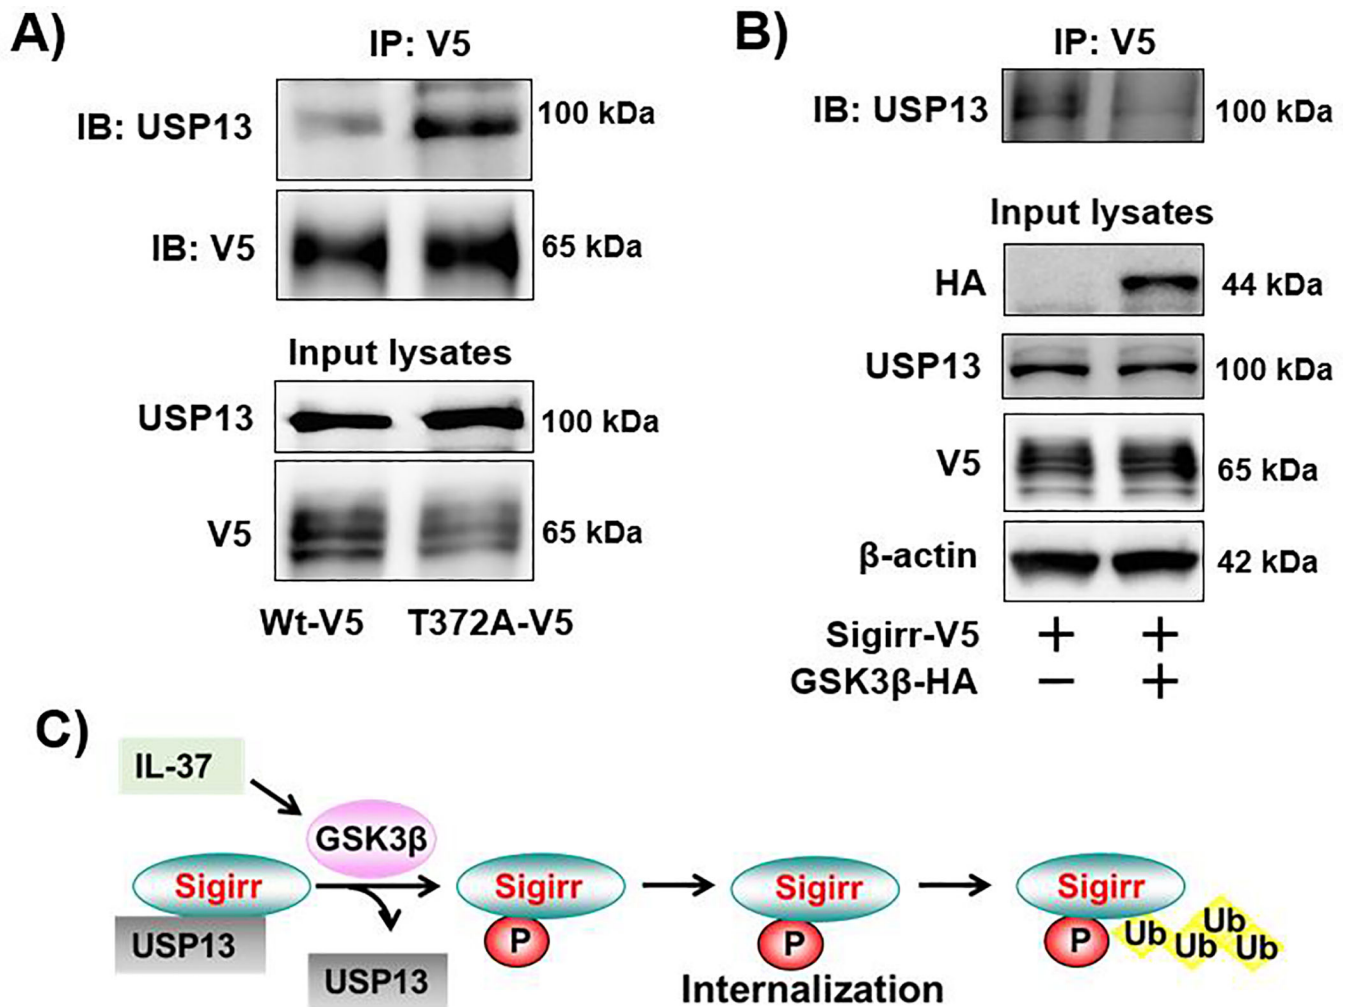 A)
IP: V5
IB: USP13
100 kDa
IB: V5
65 kDa
Input lysates
USP13
100 kDa
V5
65 kDa
Wt-V5 T372A-V5
B)
IP: V5
IB: USP13
100 kDa
Input lysates
HA
44 kDa
USP13
100 kDa
V5
65 kDa
β-actin
42 kDa
Sigirr-V5 + +
GSK3β-HA − +
C)
IL-37
GSK3β
Sigirr
USP13
USP13
Sigirr
P
Sigirr
P
Internalization
Sigirr
P
Ub
Ub
Ub
Ub